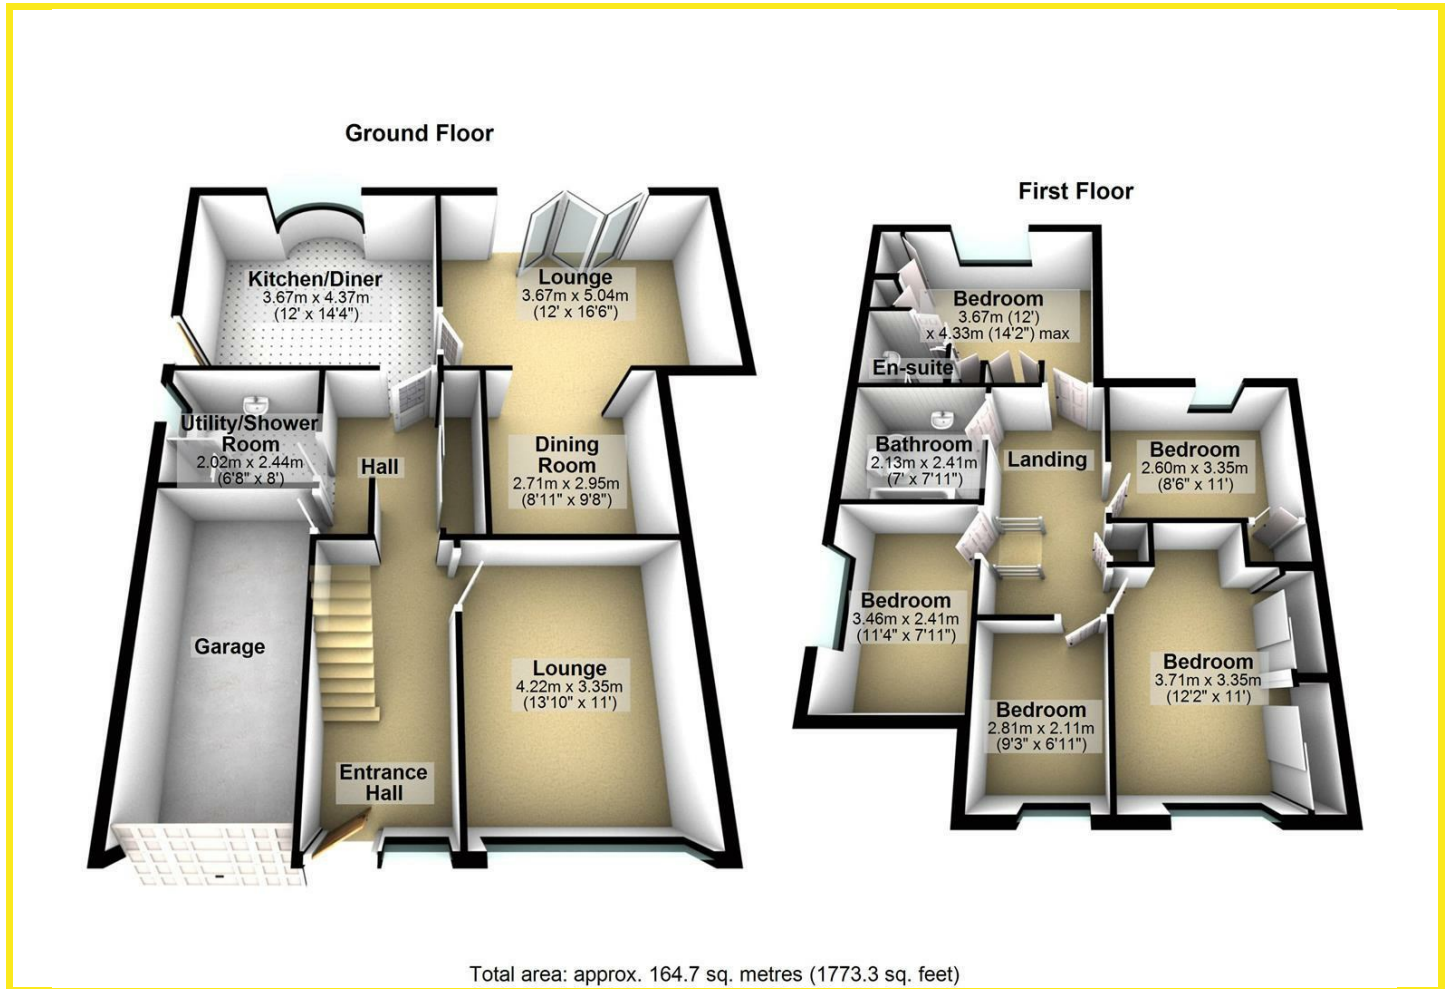 Ground Floor
Kitchen/Diner
3.67m x 4.37m
(12' x 14'4")
Lounge
3.67m x 5.04m
(12' x 16'6")
Utility/Shower
Room
2.02m x 2.44m
(6'8" x 8')
Hall
Dining
Room
2.71m x 2.95m
(8'11" x 9'8")
Garage
Lounge
4.22m x 3.35m
(13'10" x 11')
Entrance
Hall
First Floor
Bedroom
3.67m (12')
x 4.33m (14'2") max
En-suite
Bathroom
2.13m x 2.41m
(7' x 7'11")
Landing
Bedroom
2.60m x 3.35m
(8'6" x 11')
Bedroom
3.46m x 2.41m
(11'4" x 7'11")
Bedroom
3.71m x 3.35m
(12'2" x 11')
Bedroom
2.81m x 2.11m
(9'3" x 6'11")
Total area: approx. 164.7 sq. metres (1773.3 sq. feet)